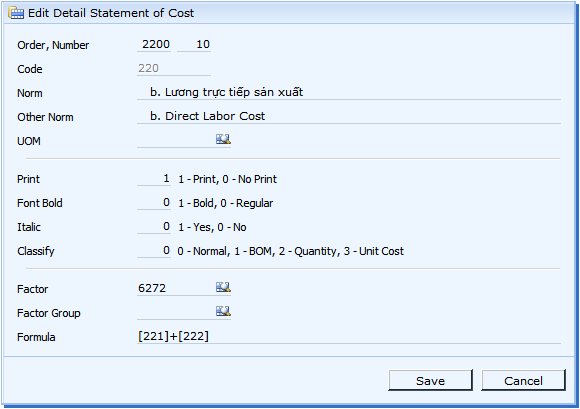 Edit Detail Statement of Cost
Order, Number 2200 10
Code 220
Norm b. Lương trực tiếp sản xuất
Other Norm b. Direct Labor Cost
UOM
Print 1 1 - Print, 0 - No Print
Font Bold 0 1 - Bold, 0 - Regular
Italic 0 1 - Yes, 0 - No
Classify 0 0 - Normal, 1 - BOM, 2 - Quantity, 3 - Unit Cost
Factor 6272
Factor Group
Formula [221]+[222]
Save Cancel